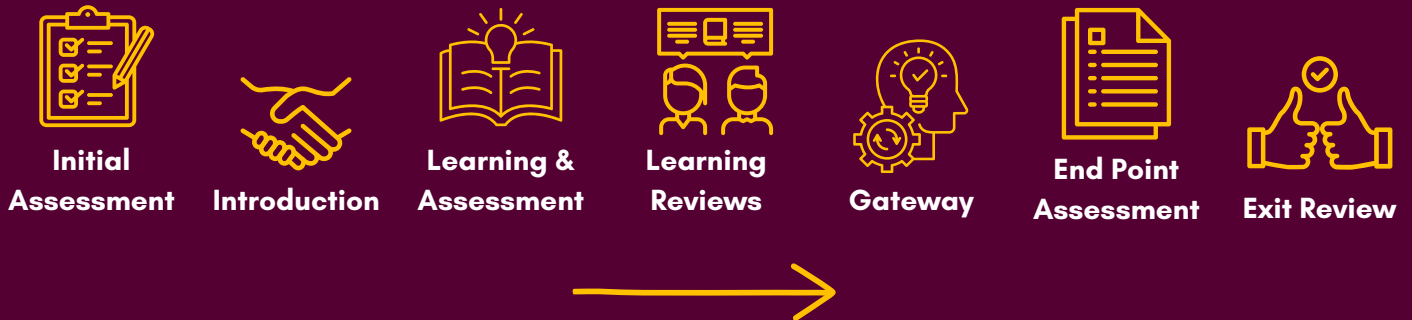 Initial
Assessment
Introduction
Learning &
Assessment
Learning
Reviews
Gateway
End Point
Assessment
Exit Review